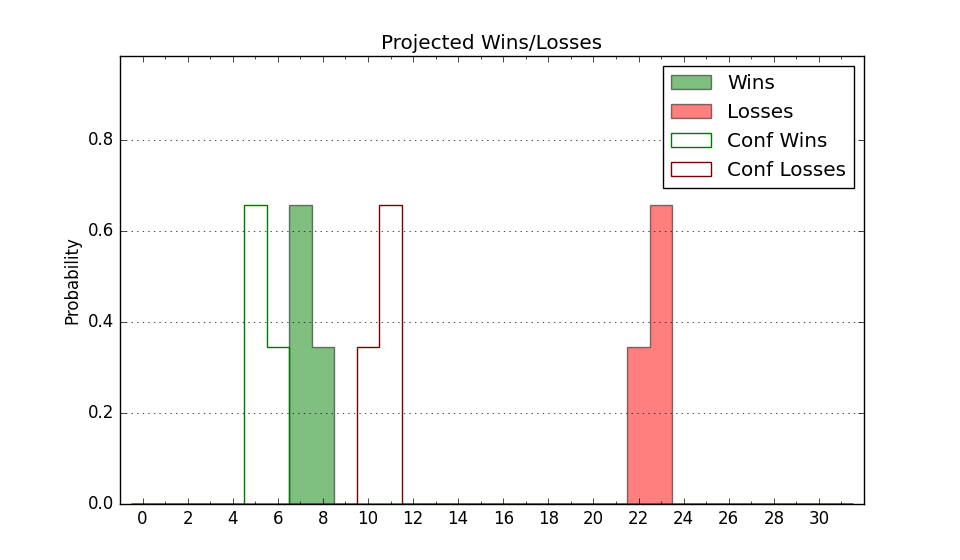 Projected Wins/Losses
Wins
Losses
Conf Wins
Conf Losses
Probability
0.8
0.6
0.4
0.2
0.0
0 2 4 6 8 10 12 14 16 18 20 22 24 26 28 30